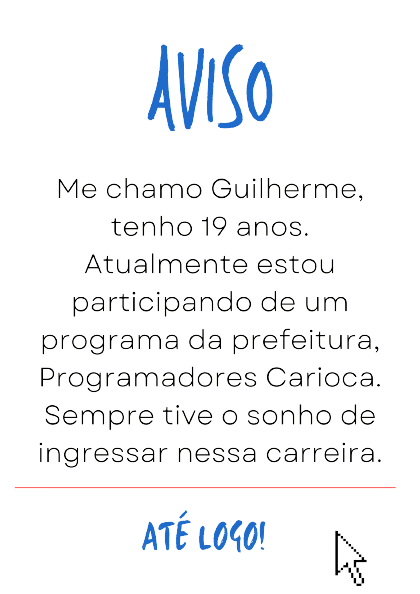 AVISO
Me chamo Guilherme,
tenho 19 anos.
Atualmente estou
participando de um
programa da prefeitura,
Programadores Carioca.
Sempre tive o sonho de
ingressar nessa carreira.
ATÉ LOGO!